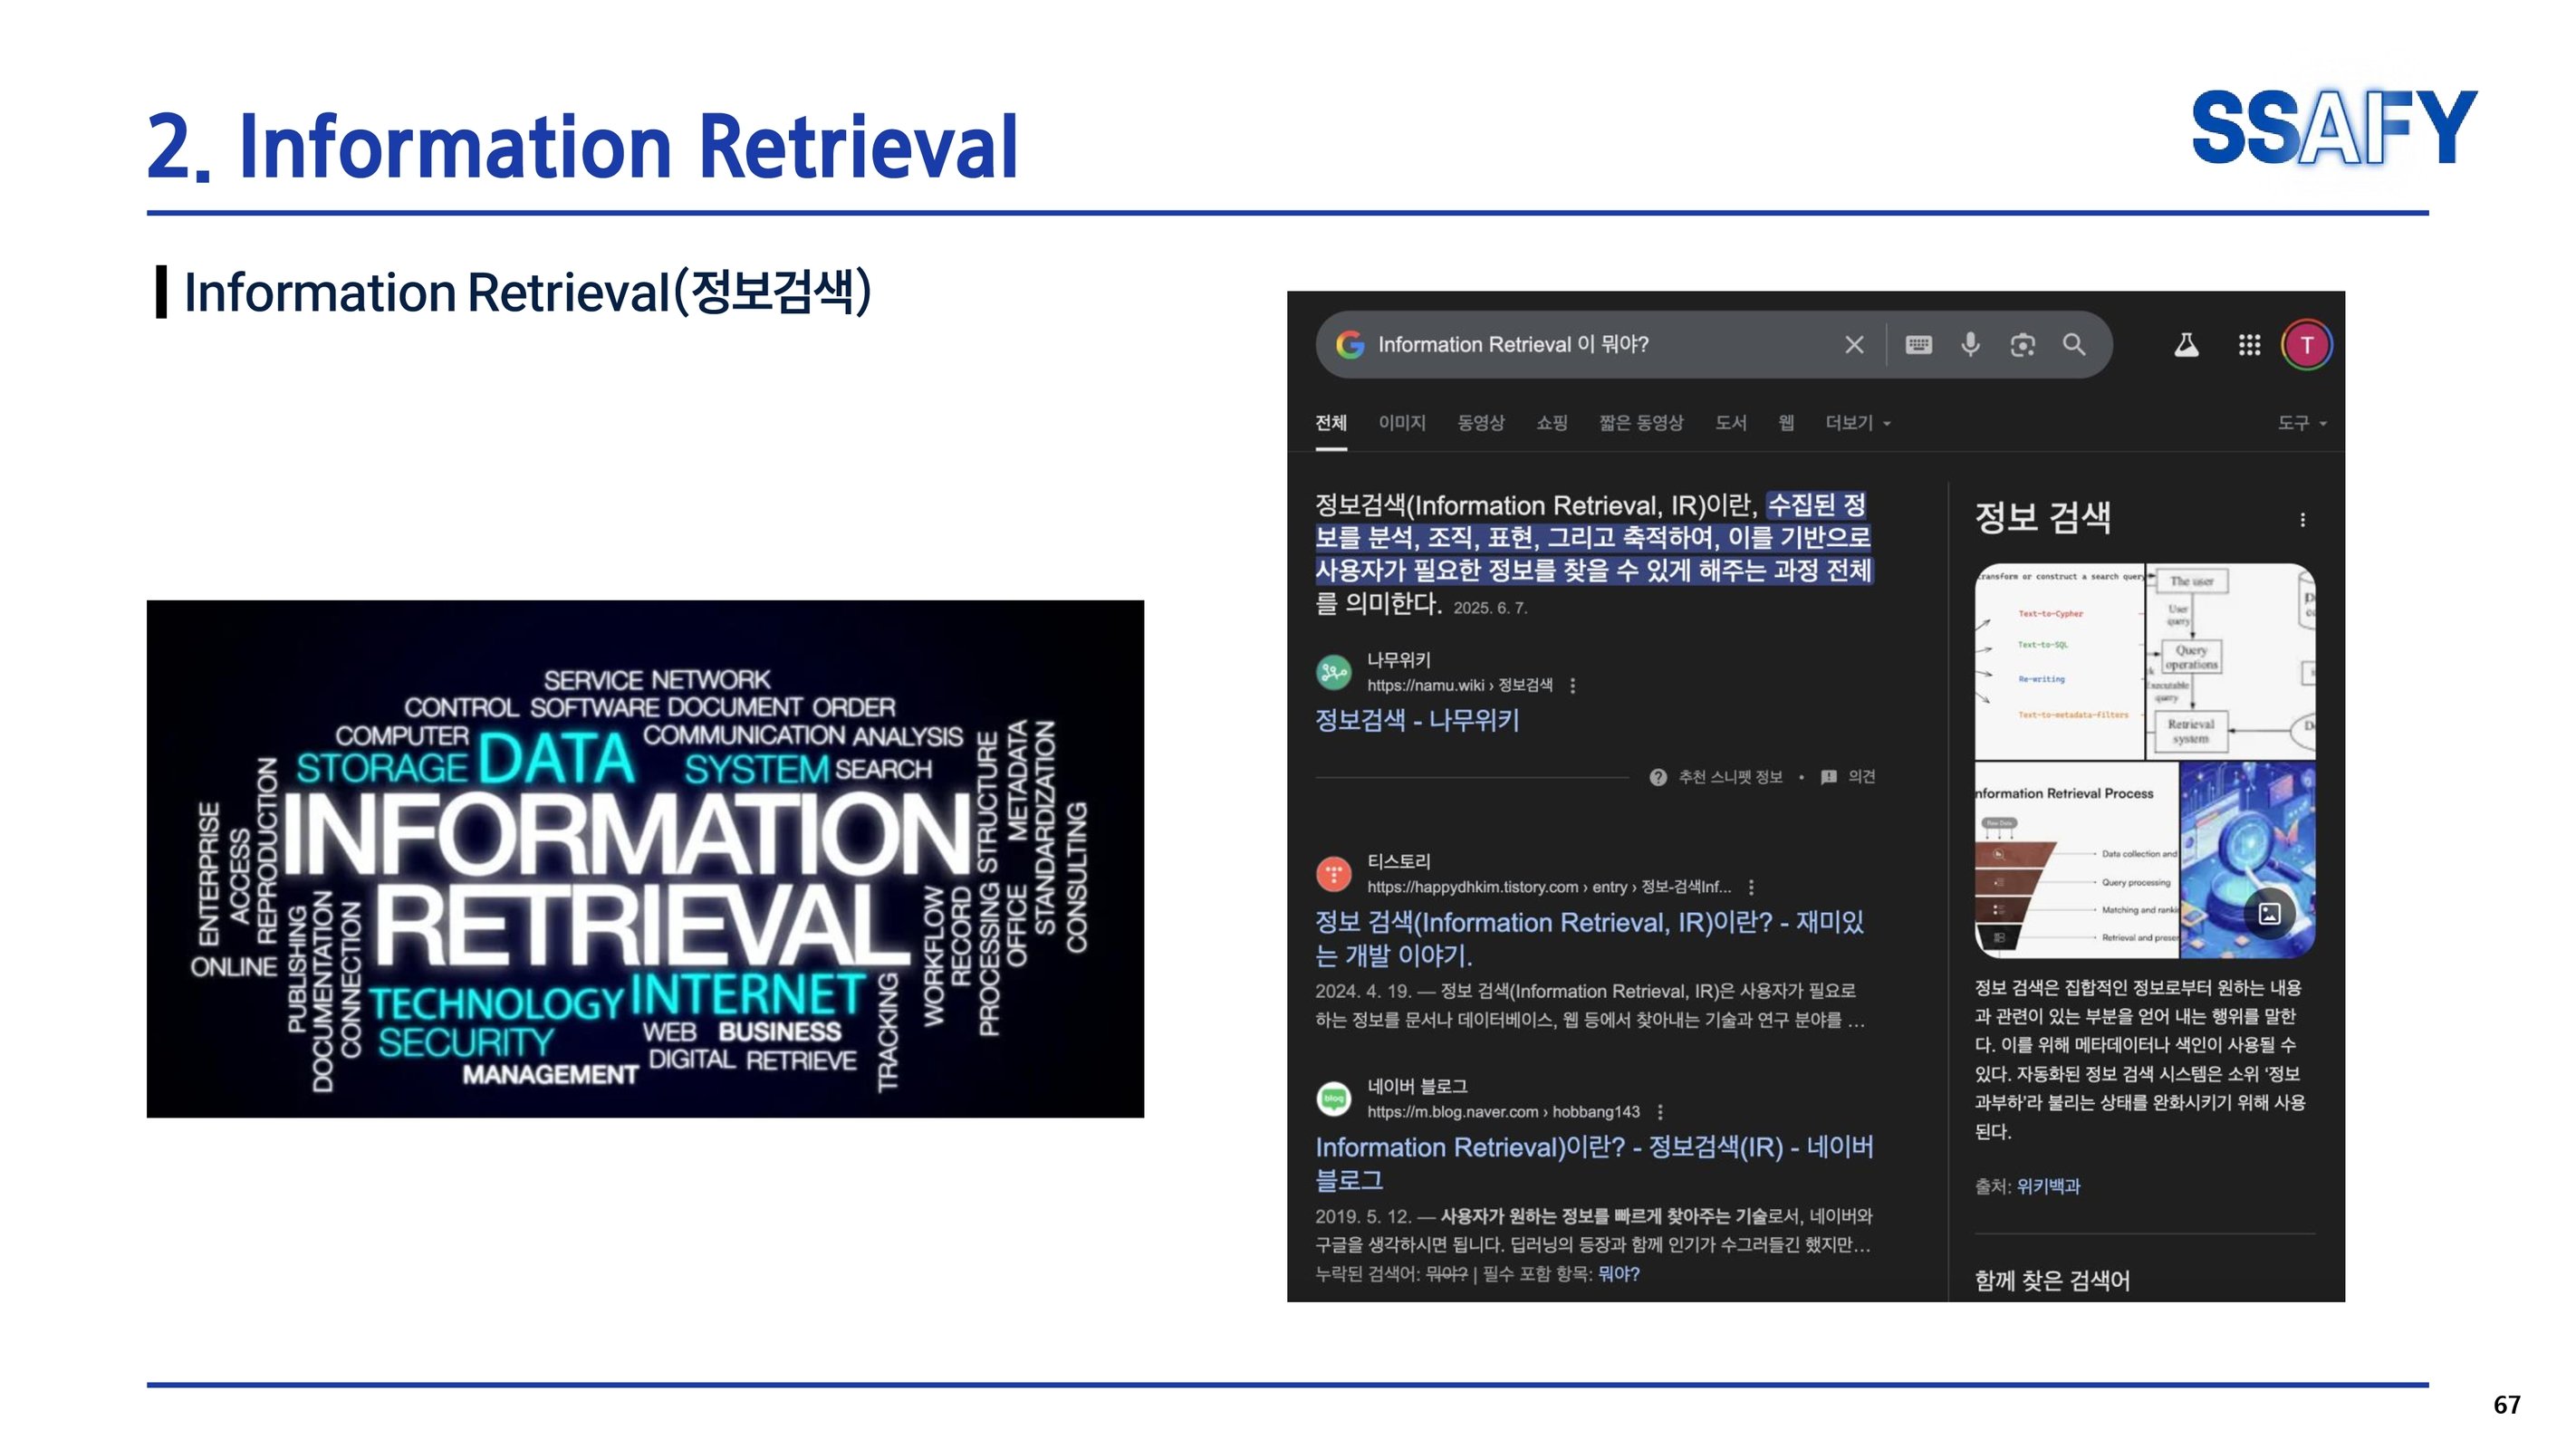 2. Information Retrieval
SSAFY
Information Retrieval(정보검색)
SERVICE NETWORK
CONTROL SOFTWARE DOCUMENT ORDER
COMPUTER DATA COMMUNICATION ANALYSIS
STORAGE SYSTEM SEARCH
INFORMATION
RETRIEVAL
TECHNOLOGY INTERNET
SECURITY WEB BUSINESS
MANAGEMENT DIGITAL RETRIEVE
ENTERPRISE
ACCESS
REPRODUCTION
ONLINE
PUBLISHING
DOCUMENTATION
CONNECTION
TRACKING
WORKFLOW
RECORD
PROCESSING STRUCTURE
OFFICE METADATA
STANDARDIZATION
CONSULTING
Information Retrieval 이 뭐야?
T
전체 이미지 동영상 쇼핑 짧은 동영상 도서 웹 더보기 도구
정보검색(Information Retrieval, IR)이란, 수집된 정
보를 분석, 조직, 표현, 그리고 축적하여, 이를 기반으로
사용자가 필요한 정보를 찾을 수 있게 해주는 과정 전체
를 의미한다. 2025. 6. 7.
나무위키
https://namu.wiki › 정보검색
정보검색 - 나무위키
추천 스니펫 정보 • 의견
티스토리
https://happydhkim.tistory.com › entry › 정보-검색Inf...
정보 검색(Information Retrieval, IR)이란? - 재미있
는 개발 이야기.
2024. 4. 19. — 정보 검색(Information Retrieval, IR)은 사용자가 필요로
하는 정보를 문서나 데이터베이스, 웹 등에서 찾아내는 기술과 연구 분야를 ...
blog
네이버 블로그
https://m.blog.naver.com › hobbang143
Information Retrieval)이란? - 정보검색(IR) - 네이버
블로그
2019. 5. 12. — 사용자가 원하는 정보를 빠르게 찾아주는 기술로서, 네이버와
구글을 생각하시면 됩니다. 딥러닝의 등장과 함께 인기가 수그러들긴 했지만...
누락된 검색어: 뭐야? | 필수 포함 항목: 뭐야?
정보 검색
ransform or construct a search query
Text-to-Cypher
Text-to-SQL
Re-writing
Text-to-metadata-filters
The user
User
query
Query
operations
Executable
query
Retrieval
system
nformation Retrieval Process
Raw Data
Data collection and
Query processing
Matching and ranki
Retrieval and prese
정보 검색은 집합적인 정보로부터 원하는 내용
과 관련이 있는 부분을 얻어 내는 행위를 말한
다. 이를 위해 메타데이터나 색인이 사용될 수
있다. 자동화된 정보 검색 시스템은 소위 ‘정보
과부하’라 불리는 상태를 완화시키기 위해 사용
된다.
출처: 위키백과
함께 찾은 검색어
67